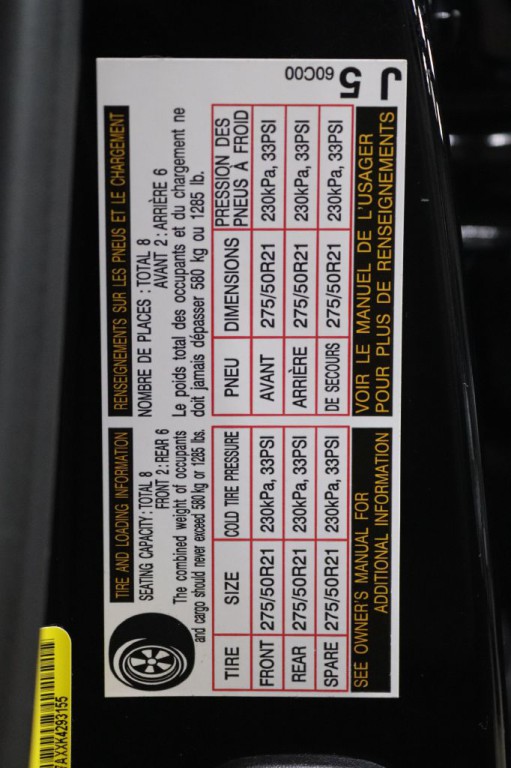 TIRE AND LOADING INFORMATION
SEATING CAPACITY: TOTAL 8
FRONT 2: REAR 6
The combined weight of occupants
and cargo should never exceed 580 kg or 1285 lbs.
TIRE SIZE COLD TIRE PRESSURE
FRONT 275/50R21 230kPa, 33PSI
REAR 275/50R21 230kPa, 33PSI
SPARE 275/50R21 230kPa, 33PSI
SEE OWNER'S MANUAL FOR
ADDITIONAL INFORMATION
RENSEIGNEMENTS SUR LES PNEUS ET LE CHARGEMENT
NOMBRE DE PLACES : TOTAL 8
AVANT 2 : ARRIÈRE 6
Le poids total des occupants et du chargement ne
doit jamais dépasser 580 kg ou 1285 lb.
PNEU DIMENSIONS PRESSION DES
PNEUS À FROID
AVANT 275/50R21 230kPa, 33PSI
ARRIÈRE 275/50R21 230kPa, 33PSI
DE SECOURS 275/50R21 230kPa, 33PSI
VOIR LE MANUEL DE L'USAGER
POUR PLUS DE RENSEIGNEMENTS
60C00
J5
AXXK4293155